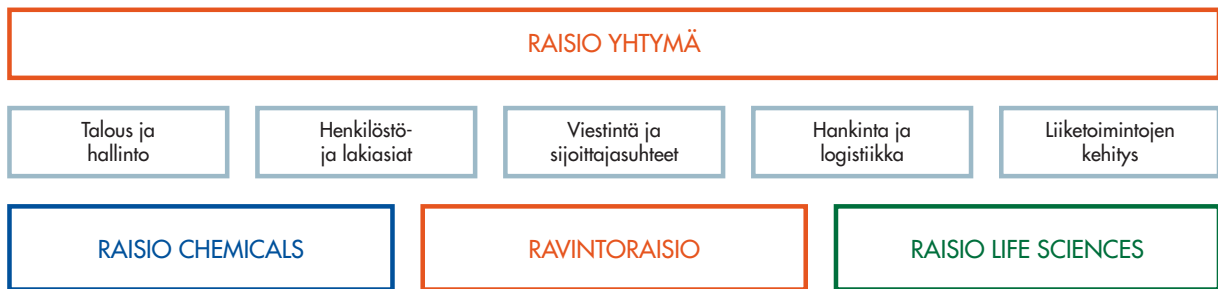 RAISIO YHTYMÄ
Talous ja
hallinto
Henkilöstö-
ja lakiasiat
Viestintä ja
sijoittajasuhteet
Hankinta ja
logistiikka
Liiketoimintojen
kehitys
RAISIO CHEMICALS
RAVINTORAISIO
RAISIO LIFE SCIENCES